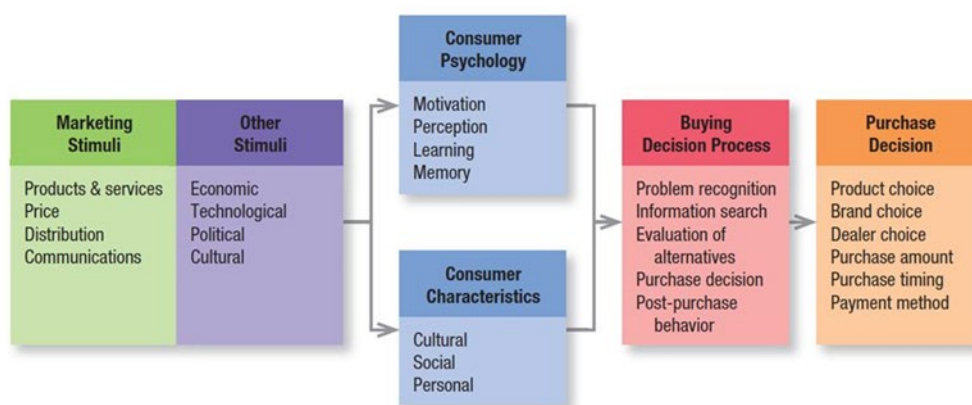 Marketing
Stimuli
Products & services
Price
Distribution
Communications
Other
Stimuli
Economic
Technological
Political
Cultural
Consumer
Psychology
Motivation
Perception
Learning
Memory
Consumer
Characteristics
Cultural
Social
Personal
Buying
Decision Process
Problem recognition
Information search
Evaluation of
alternatives
Purchase decision
Post-purchase
behavior
Purchase
Decision
Product choice
Brand choice
Dealer choice
Purchase amount
Purchase timing
Payment method